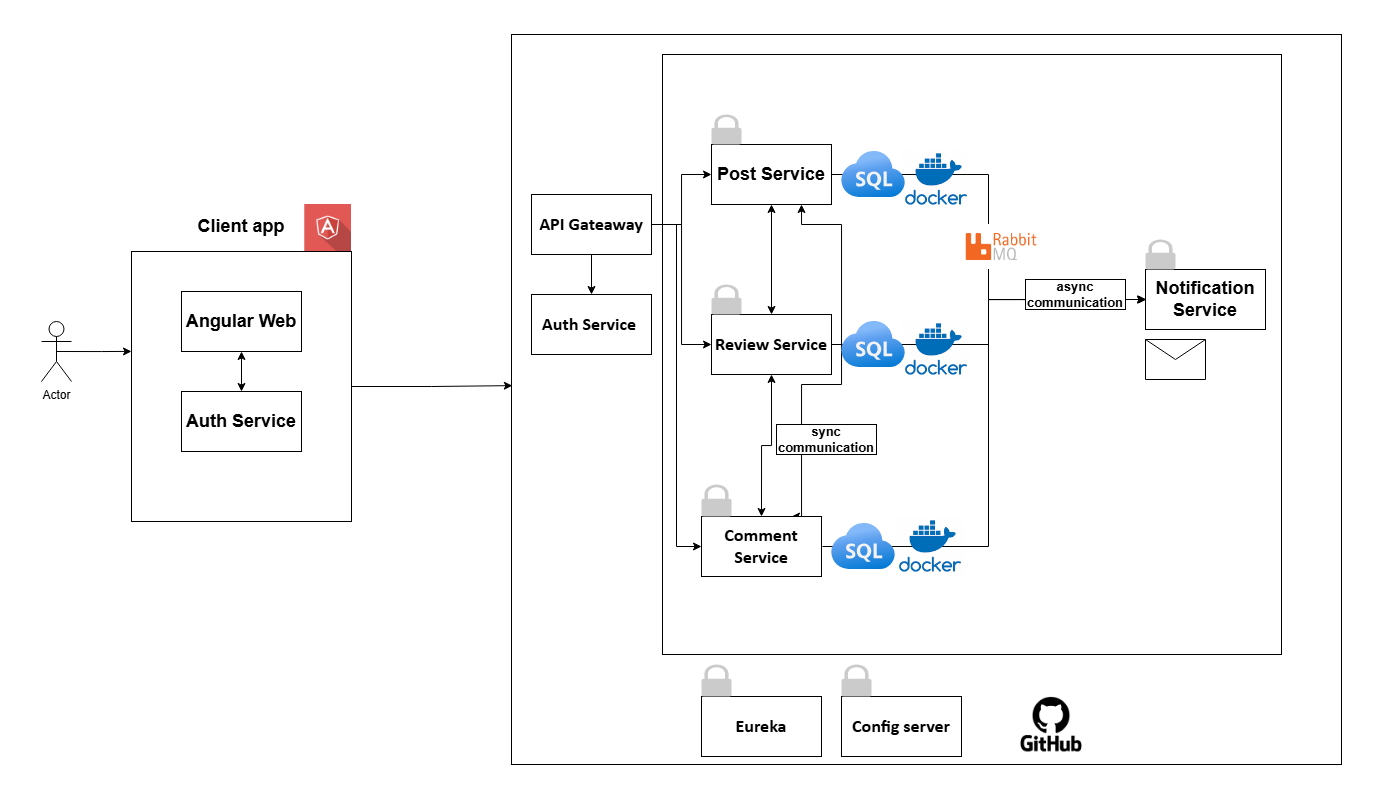 Client app
Angular Web
Auth Service
Actor
API Gateaway
Auth Service
Post Service
SQL
docker
Review Service
SQL
docker
sync
communication
Comment
Service
SQL
docker
Rabbit
MQ
async
communication
Notification
Service
Eureka
Config server
GitHub